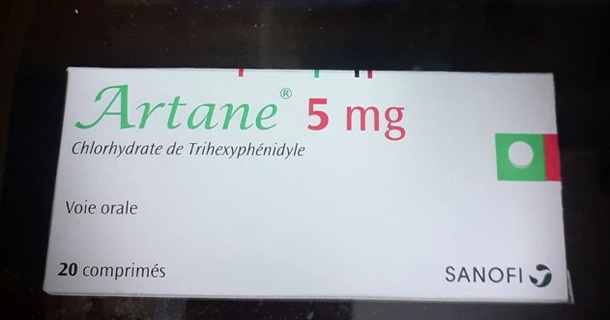 Artane® 5 mg
Chlorhydrate de Trihexyphénidyle
Voie orale
20 comprimés
SANOFI